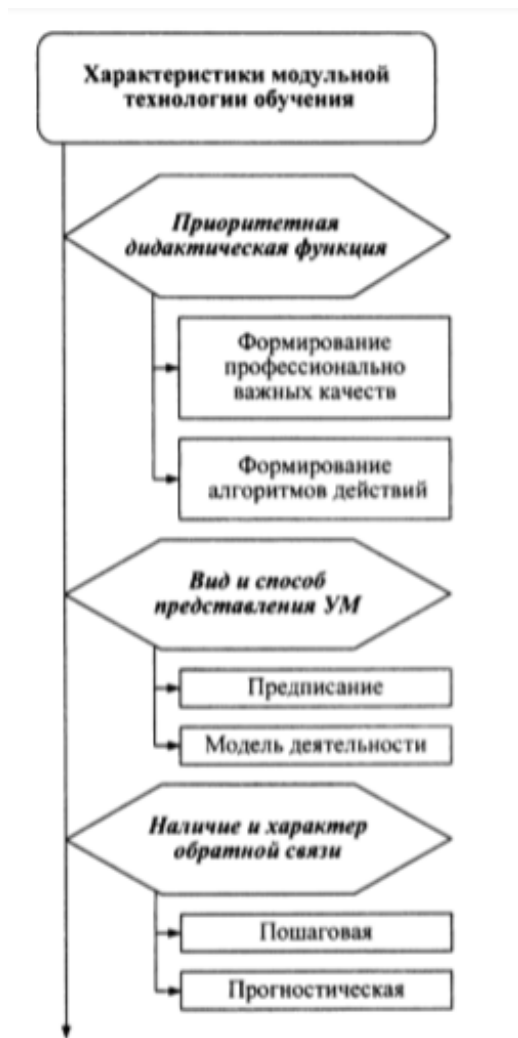 Характеристики модульной
технологии обучения
Приоритетная
дидактическая функция
Формирование
профессионально
важных качеств
Формирование
алгоритмов действий
Вид и способ
представления УМ
Предписание
Модель деятельности
Наличие и характер
обратной связи
Пошаговая
Прогностическая